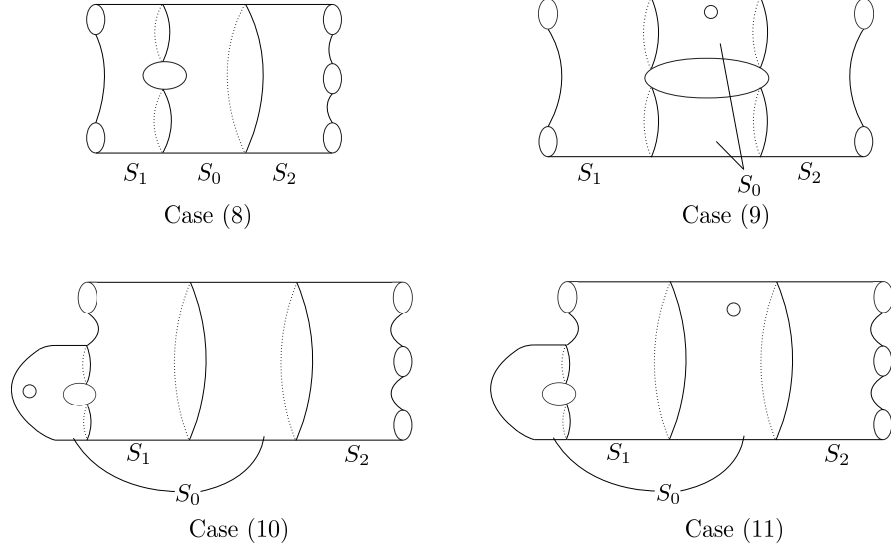 S₁ S₀ S₂
Case (8)
S₁ S₂
S₀
Case (9)
S₁ S₂
S₀
Case (10)
S₁ S₂
S₀
Case (11)